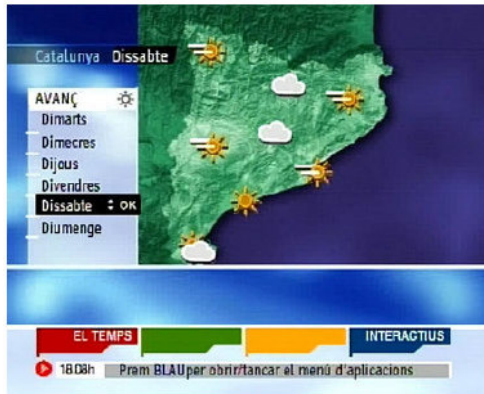 Catalunya Dissabte
AVANÇ
Dimarts
Dimecres
Dijous
Divendres
Dissabte OK
Diumenge
EL TEMPS
INTERACTIUS
18.08h Prem BLAU per obrir/tancar el menú d'aplicacions